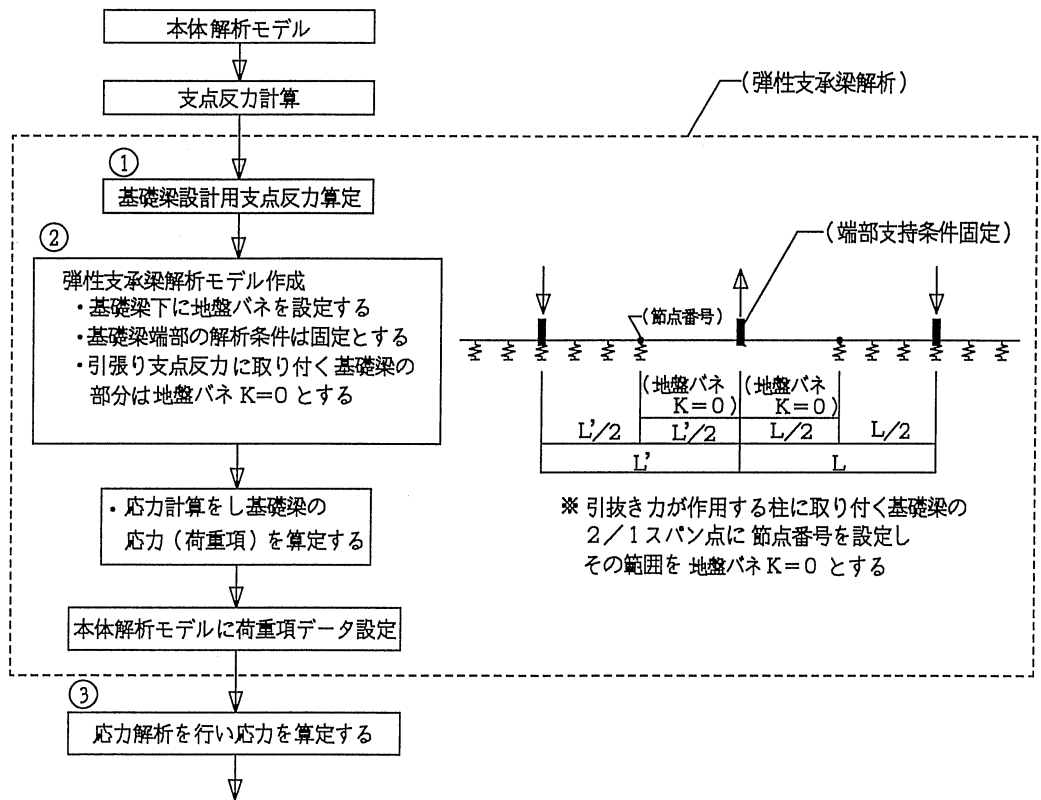 本体解析モデル
支点反力計算
(弾性支承梁解析)
①
基礎梁設計用支点反力算定
②
弾性支承梁解析モデル作成
・基礎梁下に地盤バネを設定する
・基礎梁端部の解析条件は固定とする
・引張り支点反力に取り付く基礎梁の
部分は地盤バネ K=0 とする
(端部支持条件固定)
(節点番号)
(地盤バネ
K=0)
(地盤バネ
K=0)
L'/2
L'/2
L/2
L/2
L'
L
※ 引抜き力が作用する柱に取り付く基礎梁の
2/1スパン点に 節点番号を設定し
その範囲を 地盤バネK=0 とする
・応力計算をし基礎梁の
応力(荷重項)を算定する
本体解析モデルに荷重項データ設定
③
応力解析を行い応力を算定する